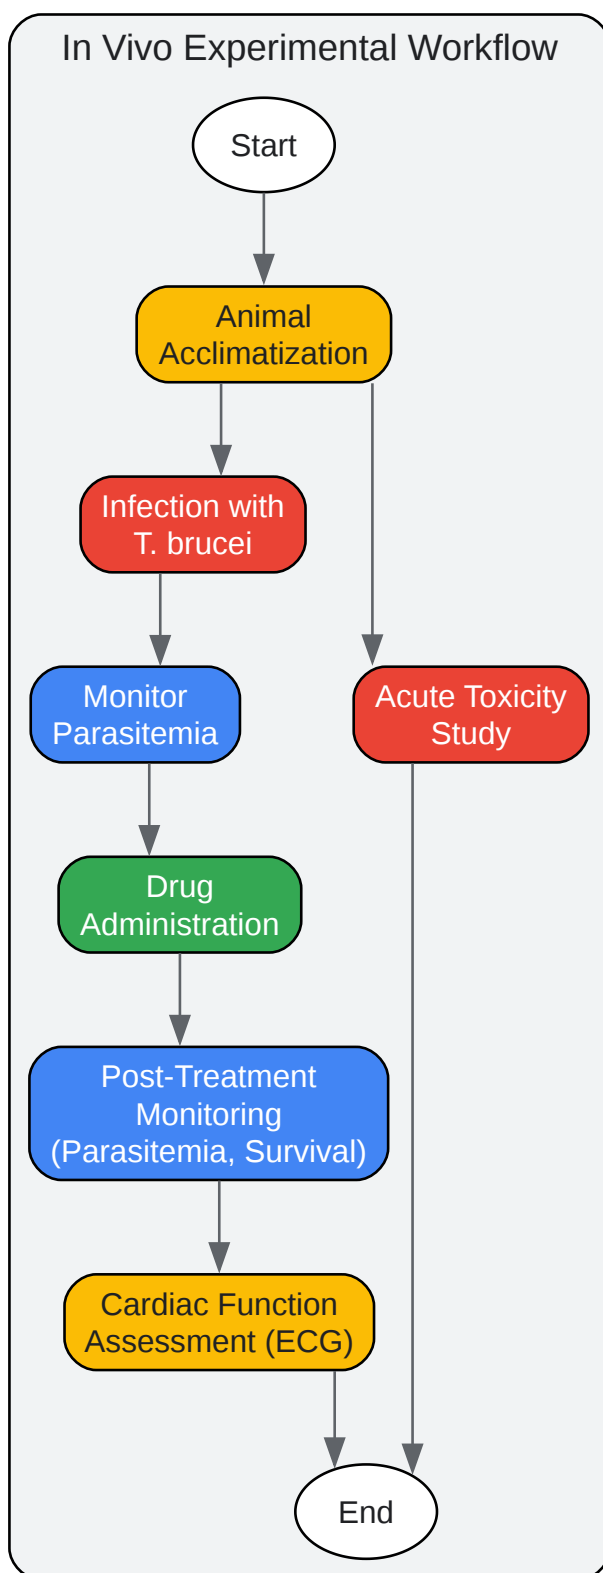 In Vivo Experimental Workflow
Start
Animal
Acclimatization
Infection with
T. brucei
Monitor
Parasitemia
Acute Toxicity
Study
Drug
Administration
Post-Treatment
Monitoring
(Parasitemia, Survival)
Cardiac Function
Assessment (ECG)
End